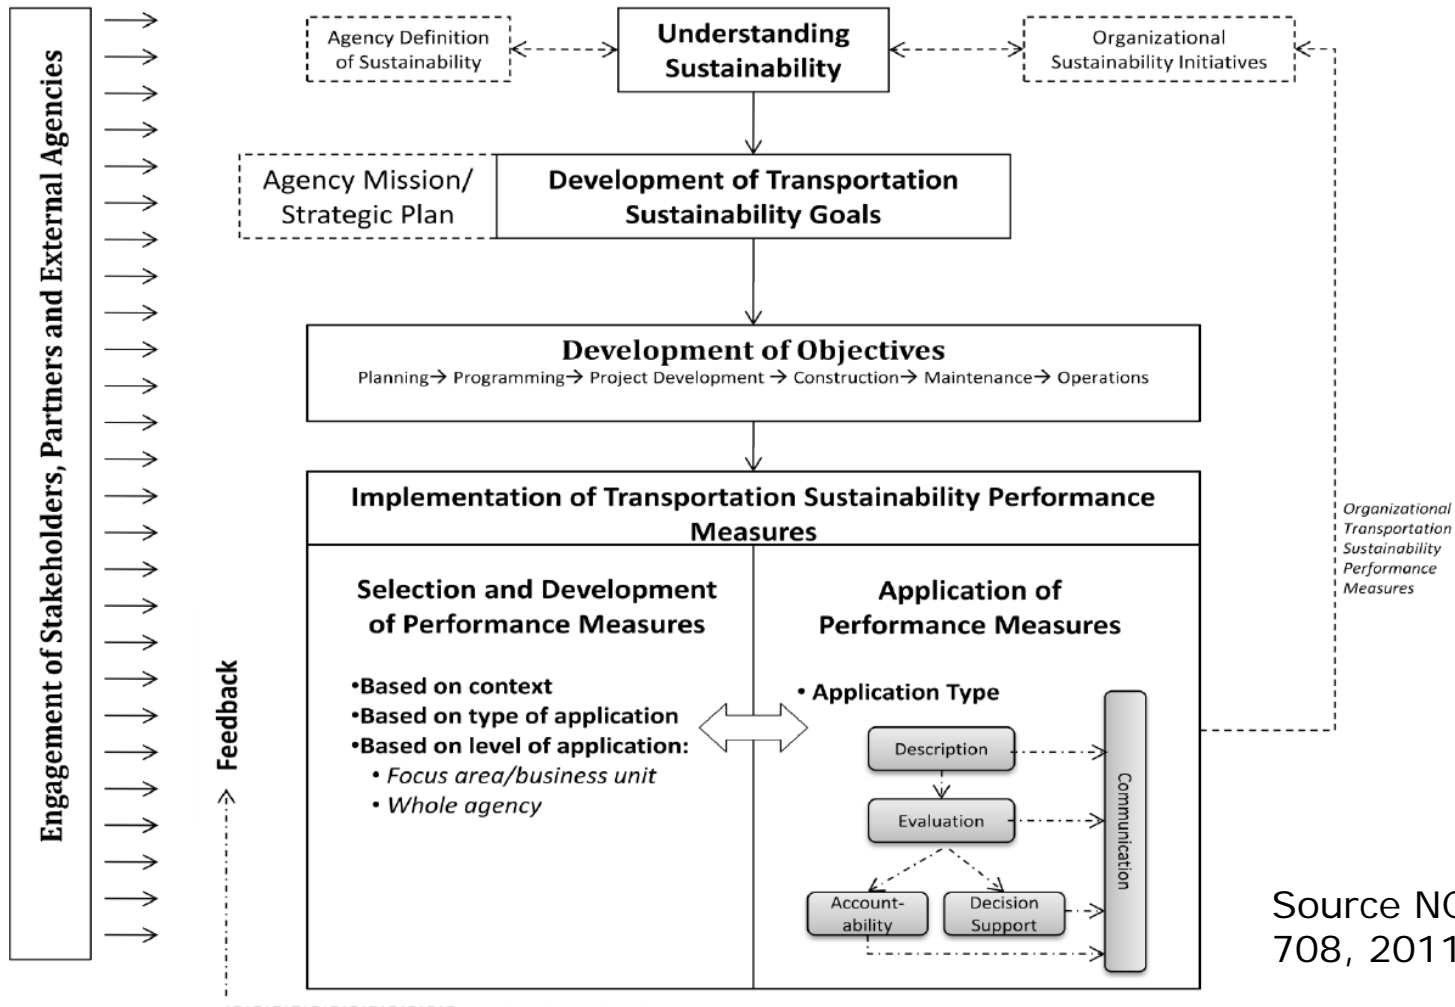 Engagement of Stakeholders, Partners and External Agencies
Agency Definition
of Sustainability
Understanding
Sustainability
Organizational
Sustainability Initiatives
Agency Mission/
Strategic Plan
Development of Transportation
Sustainability Goals
Development of Objectives
Planning→ Programming→ Project Development → Construction→ Maintenance→ Operations
Implementation of Transportation Sustainability Performance
Measures
Selection and Development
of Performance Measures
•Based on context
•Based on type of application
•Based on level of application:
• Focus area/business unit
• Whole agency
Application of
Performance Measures
• Application Type
Description
Evaluation
Account-
ability
Decision
Support
Communication
Organizational
Transportation
Sustainability
Performance
Measures
Feedback
Source
708, 2011